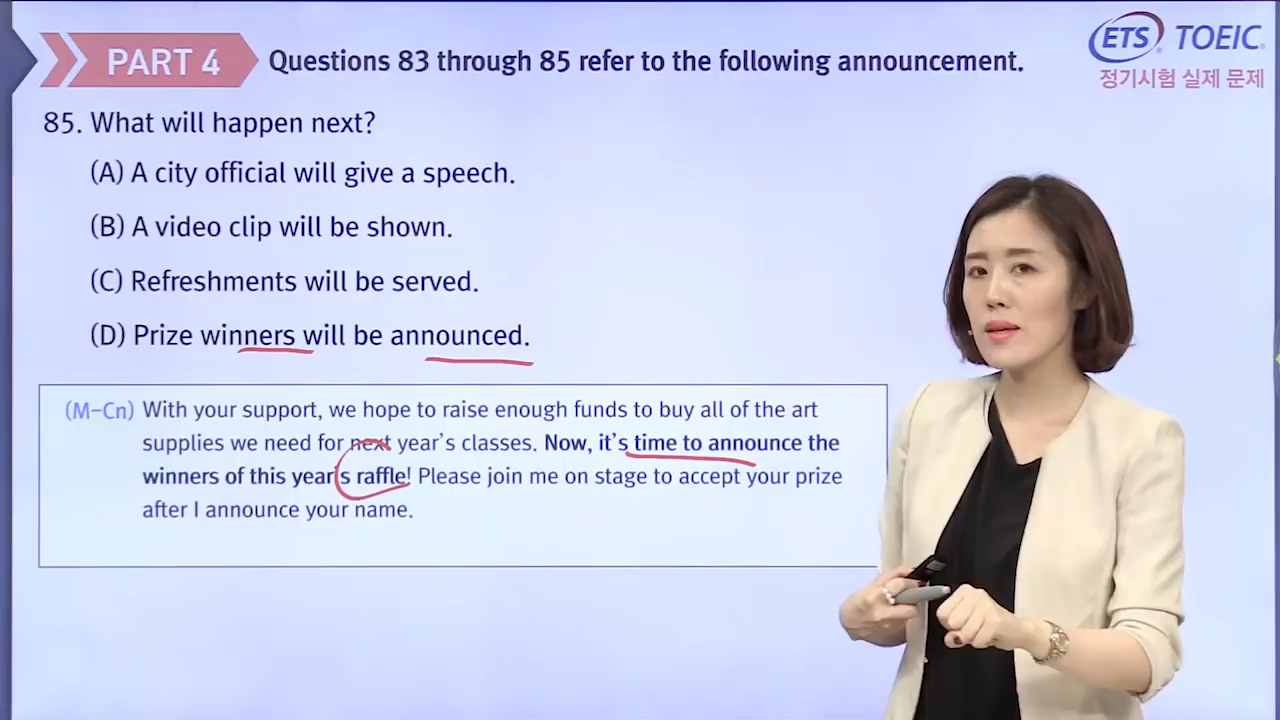 PART 4
Questions 83 through 85 refer to the following announcement.
ETS® TOEIC®
정기시험 실제 문제
85. What will happen next?
(A) A city official will give a speech.
(B) A video clip will be shown.
(C) Refreshments will be served.
(D) Prize winners will be announced.
(M-Cn) With your support, we hope to raise enough funds to buy all of the art
supplies we need for next year's classes. Now, it's time to announce the
winners of this year's raffle! Please join me on stage to accept your prize
after I announce your name.